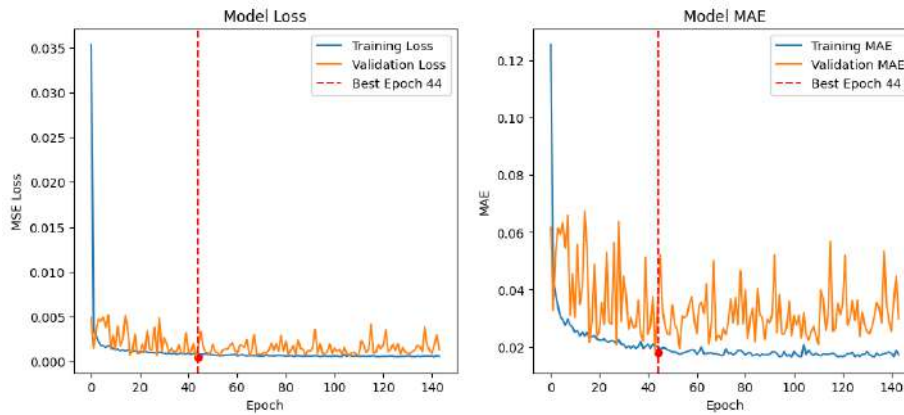 Model Loss
Training Loss
Validation Loss
Best Epoch 44
MSE Loss
0.035
0.030
0.025
0.020
0.015
0.010
0.005
0.000
0
20
40
60
80
100
120
140
Epoch
Model MAE
Training MAE
Validation MAE
Best Epoch 44
MAE
0.12
0.10
0.08
0.06
0.04
0.02
0
20
40
60
80
100
120
140
Epoch